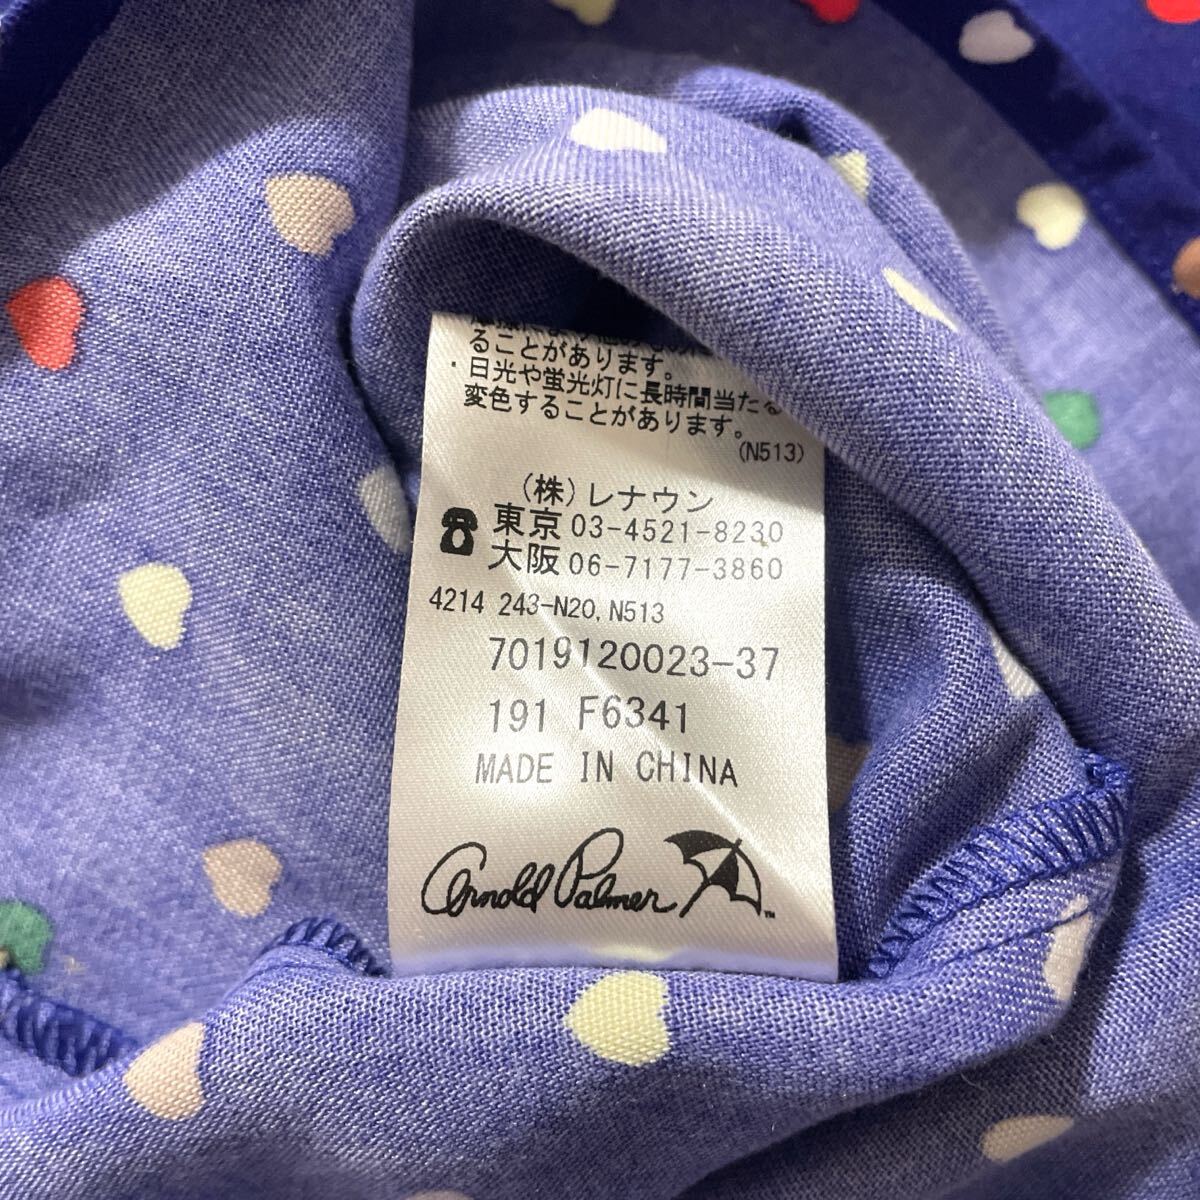 ることがあります。
・日光や蛍光灯に長時間当たる
変色することがあります。
(N513)
(株)レナウン
東京 03-4521-8230
大阪 06-7177-3860
4214 243-N20,N513
7019120023-37
191 F6341
MADE IN CHINA
Arnold Palmer ™